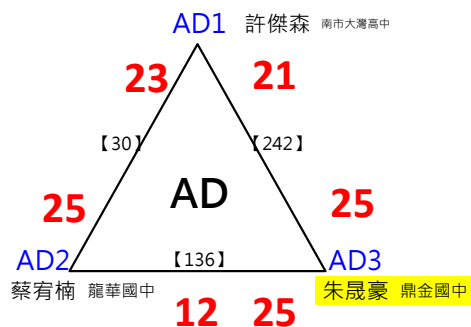 AD1 許傑森 南市大灣高中
23 21
【30】 【242】
AD
25 25
AD2 【136】 AD3
蔡宥楠 龍華國中 朱晟豪 鼎金國中
12 25